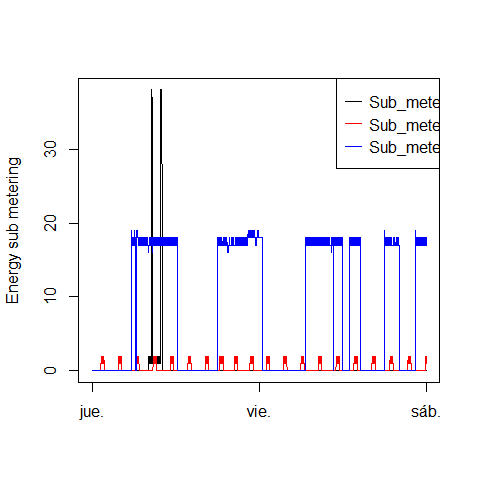 Sub_mete
Sub_mete
Sub_mete
Energy sub metering
30
20
10
0
jue.
vie.
sáb.